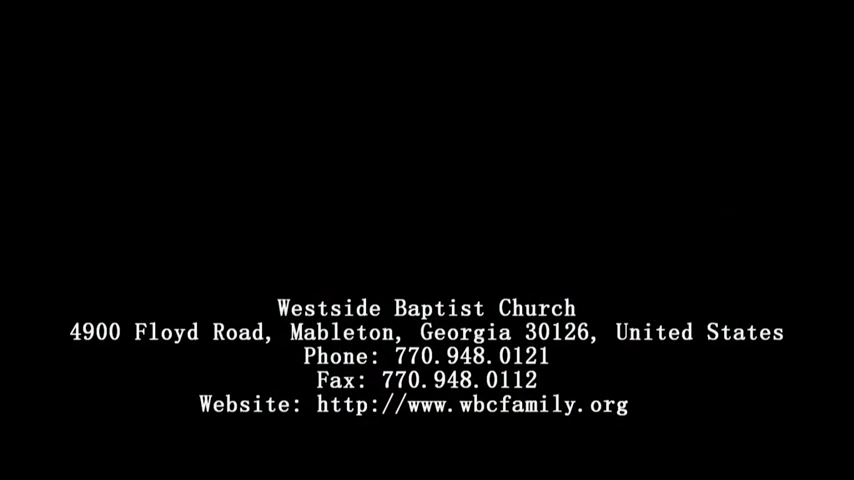 Westside Baptist Church
4900 Floyd Road, Mableton, Georgia 30126, United States
Phone: 770.948.0121
Fax: 770.948.0112
Website: http://www.wbcfamily.org